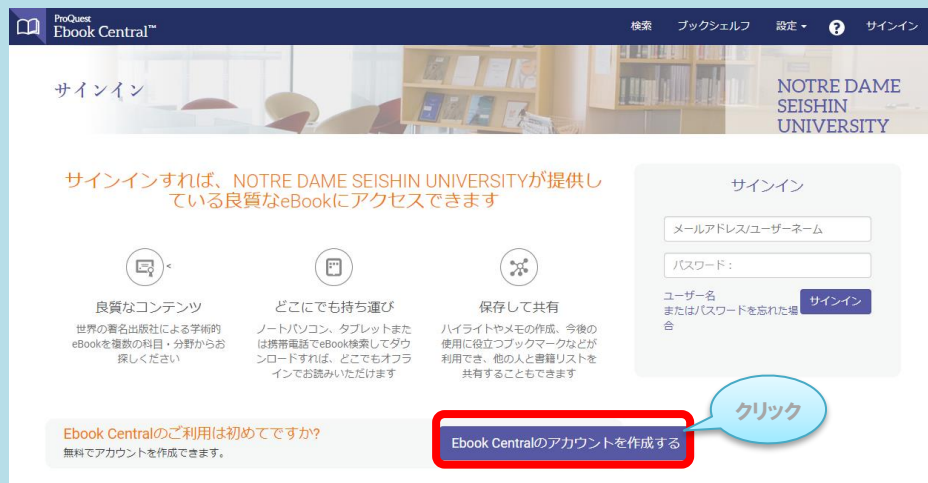 ProQuest
Ebook Central™
検索 ブックシェルフ 設定 ? サインイン
サインイン
NOTRE DAME
SEISHIN
UNIVERSITY
サインインすれば、NOTRE DAME SEISHIN UNIVERSITYが提供し
ている良質なeBookにアクセスできます
良質なコンテンツ
世界の著名出版社による学術的
eBookを複数の科目・分野からお
探しください
どこにでも持ち運び
ノートパソコン、タブレットまた
は携帯電話でeBook検索してダウ
ンロードすれば、どこでもオフラ
インでお読みいただけます
保存して共有
ハイライトやメモの作成、今後の
使用に役立つブックマークなどが
利用でき、他の人と書籍リストを
共有することもできます
サインイン
メールアドレス/ユーザーネーム
パスワード：
ユーザー名
またはパスワードを忘れた場
合
サインイン
クリック
Ebook Centralのご利用は初めてですか?
無料でアカウントを作成できます。
Ebook Centralのアカウントを作成する